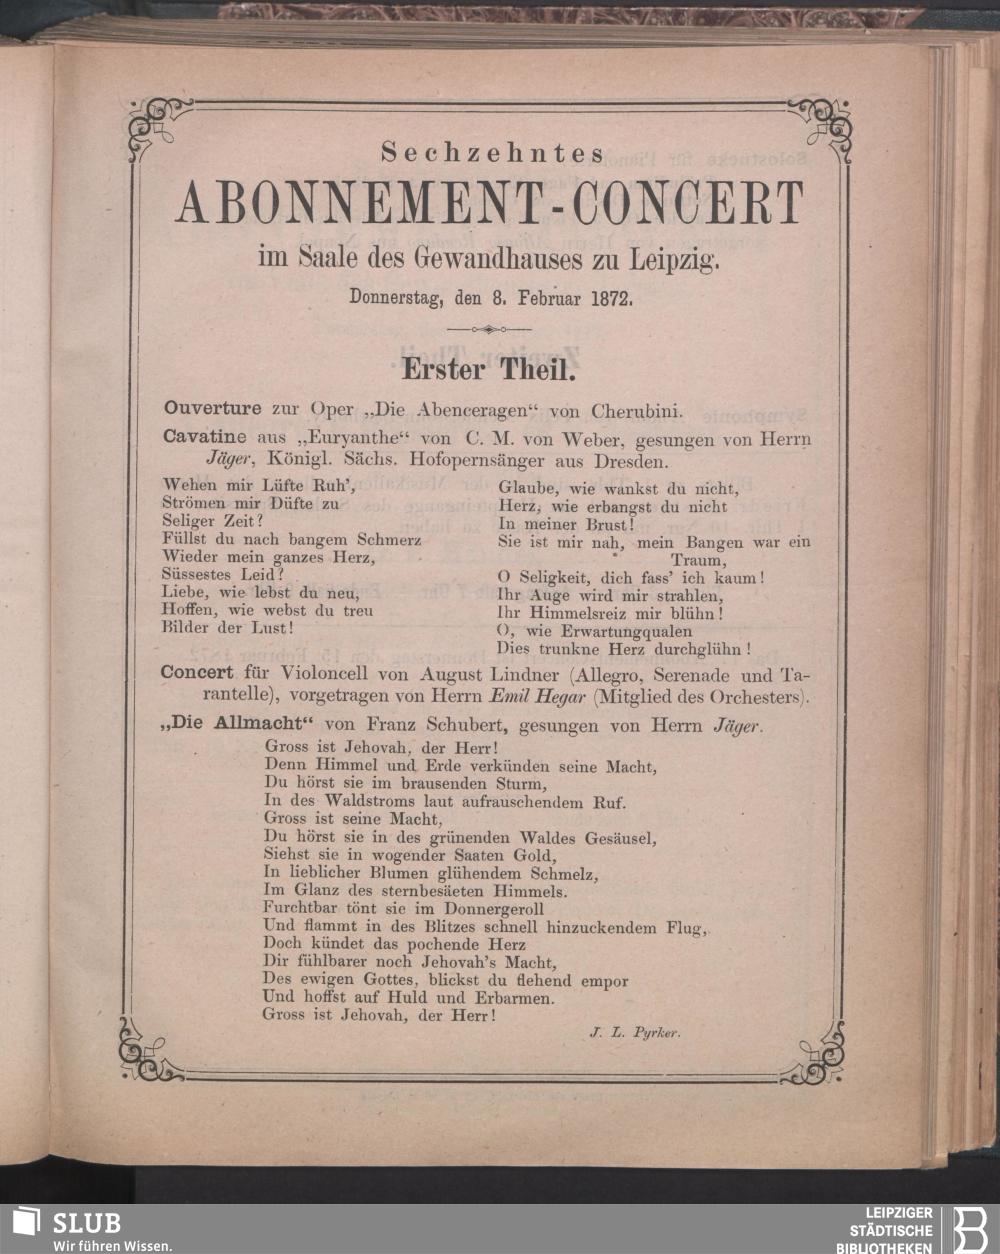 Sechzehntes
ABONNEMENT-CONCERT
im Saale des Gewandhauses zu Leipzig.
Donnerstag, den 8. Februar 1872.
Erster Theil.
Ouverture zur Oper „Die Abenceragen“ von Cherubini.
Cavatine aus „Euryanthe“ von C. M. von Weber, gesungen von Herrn
Jäger, Königl. Sächs. Hofopernsänger aus Dresden.
Wehen mir Lüfte Ruh’,
Strömen mir Düfte zu
Seliger Zeit?
Füllst du nach bangem Schmerz
Wieder mein ganzes Herz,
Süssestes Leid?
Liebe, wie lebst du neu,
Hoffen, wie webst du treu
Bilder der Lust!
Glaube, wie wankst du nicht,
Herz, wie erbangst du nicht
In meiner Brust!
Sie ist mir nah, mein Bangen war ein
Traum,
O Seligkeit, dich fass’ ich kaum!
Ihr Auge wird mir strahlen,
Ihr Himmelsreiz mir blühn!
O, wie Erwartungqualen
Dies trunkne Herz durchglühn!
Concert für Violoncell von August Lindner (Allegro, Serenade und Ta-
rantelle), vorgetragen von Herrn Emil Hegar (Mitglied des Orchesters).
„Die Allmacht“ von Franz Schubert, gesungen von Herrn Jäger.
Gross ist Jehovah, der Herr!
Denn Himmel und Erde verkünden seine Macht,
Du hörst sie im brausenden Sturm,
In des Waldstroms laut aufrauschendem Ruf.
Gross ist seine Macht,
Du hörst sie in des grünenden Waldes Gesäusel,
Siehst sie in wogender Saaten Gold,
In lieblicher Blumen glühendem Schmelz,
Im Glanz des sternbesäeten Himmels.
Furchtbar tönt sie im Donnergeroll
Und flammt in des Blitzes schnell hinzuckendem Flug,
Doch kündet das pochende Herz
Dir fühlbarer noch Jehovah’s Macht,
Des ewigen Gottes, blickst du flehend empor
Und hoffst auf Huld und Erbarmen.
Gross ist Jehovah, der Herr!
J. L. Pyrker.
SLUB
Wir führen Wissen.
LEIPZIGER
STÄDTISCHE
BIBLIOTHEKEN